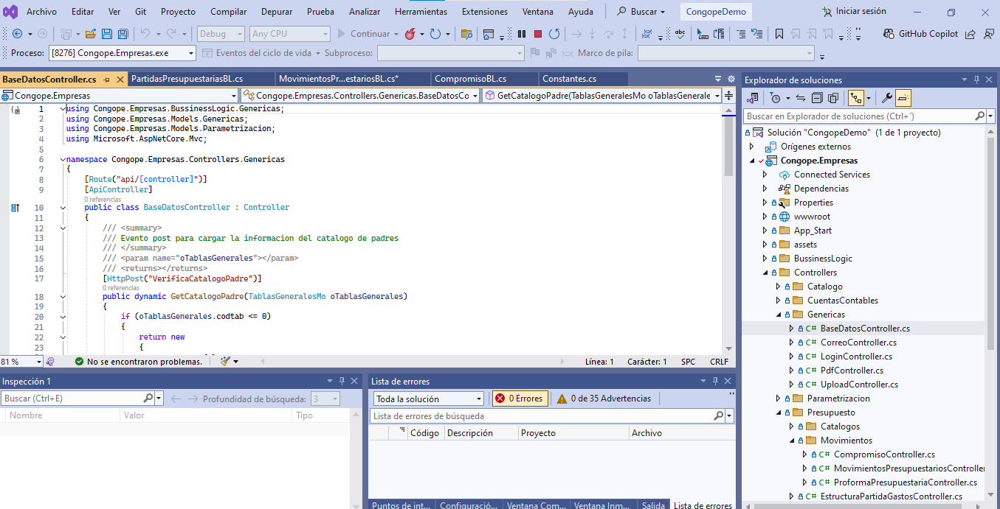 Archivo Editar Ver Git Proyecto Compilar Depurar Prueba Analizar Herramientas Extensiones Ventana Ayuda Buscar CongopeDemo Iniciar sesión
Debug Any CPU Continuar GitHub Copilot
Proceso: [8276] Congope.Empresas.exe Eventos del ciclo de vida Subproceso: Marco de pila:
BaseDatosController.cs PartidasPresupuestariasBL.cs MovimientosPr...estariosBL.cs* CompromisoBL.cs Constantes.cs
Congope.Empresas Congope.Empresas.Controllers.Genericas.BaseDatosCo GetCatalogoPadre(TablasGeneralesMo oTablasGenerale
1 using Congope.Empresas.BussinessLogic.Genericas;
2 using Congope.Empresas.Models.Genericas;
3 using Congope.Empresas.Models.Parametrizacion;
4 using Microsoft.AspNetCore.Mvc;
5
6 namespace Congope.Empresas.Controllers.Genericas
7 {
8 [Route("api/[controller]")]
9 [ApiController]
0 referencias
10 public class BaseDatosController : Controller
11 {
12 /// <summary>
13 /// Evento post para cargar la informacion del catalogo de padres
14 /// </summary>
15 /// <param name="oTablasGenerales"></param>
16 /// <returns></returns>
17 [HttpPost("VerificaCatalogoPadre")]
0 referencias
18 public dynamic GetCatalogoPadre(TablasGeneralesMo oTablasGenerales)
19 {
20 if (oTablasGenerales.codtab <= 0)
21 {
22 return new
23 {
81 % No se encontraron problemas. Línea: 1 Carácter: 1 SPC CRLF
Inspección 1
Buscar (Ctrl+E) Profundidad de búsqueda: 3
Nombre Valor Tipo
Lista de errores
Toda la solución 0 Errores 0 de 35 Advertencias
Lista de errores de búsqueda
Código Descripción Proyecto Archivo
Puntos de int... Configuració... Ventana Com... Ventana Inm... Salida Lista de errores
Explorador de soluciones
Buscar en Explorador de soluciones (Ctrl+´)
Solución "CongopeDemo" (1 de 1 proyecto)
Orígenes externos
Congope.Empresas
Connected Services
Dependencias
Properties
wwwroot
App_Start
assets
BussinessLogic
Controllers
Catalogo
CuentasContables
Genericas
C# BaseDatosController.cs
C# CorreoController.cs
C# LoginController.cs
C# PdfController.cs
C# UploadController.cs
Parametrizacion
Presupuesto
Catalogos
Movimientos
C# CompromisoController.cs
C# MovimientosPresupuestariosController
C# ProformaPresupuestariaController.cs
C# EstructuraPartidaGastosController.cs